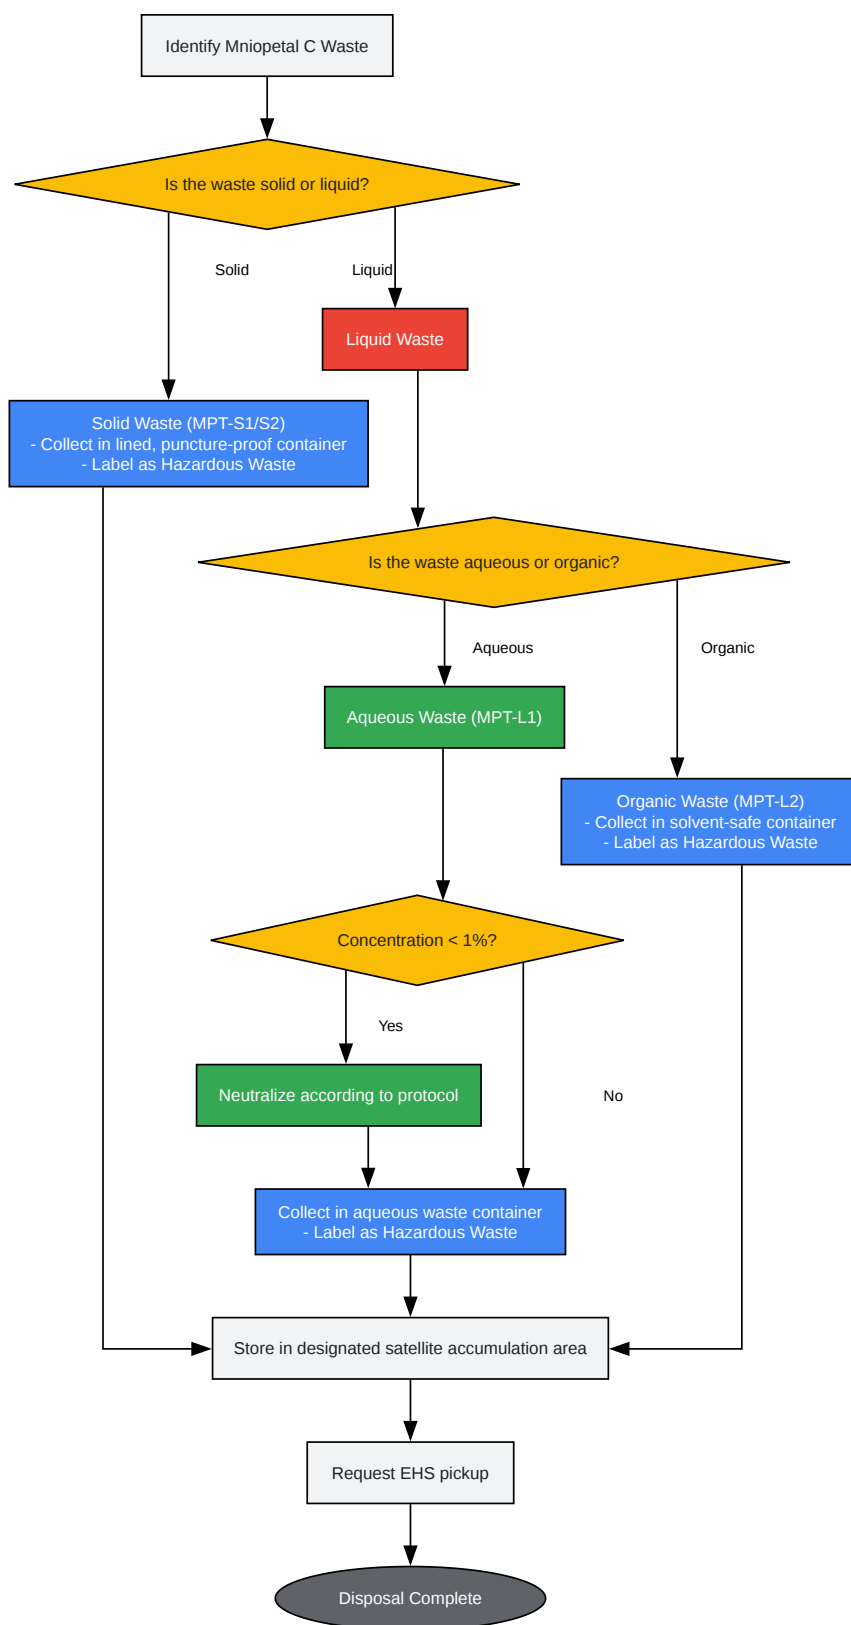 Identify Mniopetal C Waste
Is the waste solid or liquid?
Solid
Liquid
Liquid Waste
Solid Waste (MPT-S1/S2)
- Collect in lined, puncture-proof container
- Label as Hazardous Waste
Is the waste aqueous or organic?
Aqueous
Organic
Aqueous Waste (MPT-L1)
Organic Waste (MPT-L2)
- Collect in solvent-safe container
- Label as Hazardous Waste
Concentration < 1%?
Yes
Neutralize according to protocol
No
Collect in aqueous waste container
- Label as Hazardous Waste
Store in designated satellite accumulation area
Request EHS pickup
Disposal Complete